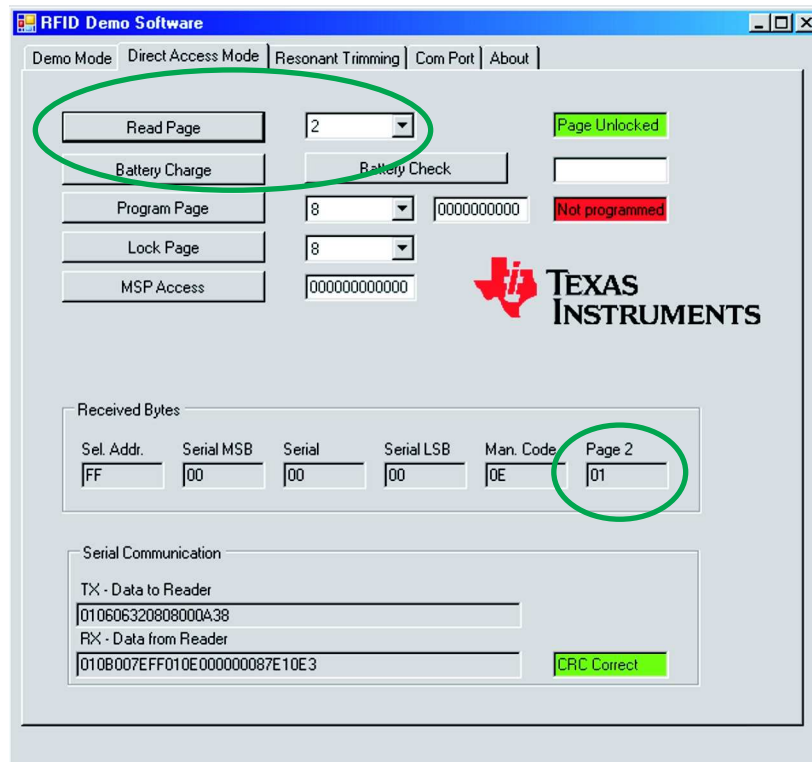 RFID Demo Software
Demo Mode Direct Access Mode Resonant Trimming Com Port About
Read Page 2 Page Unlocked
Battery Charge Battery Check
Program Page 8 0000000000 Not programmed
Lock Page 8
MSP Access 000000000000
TEXAS
INSTRUMENTS
Received Bytes
Sel. Addr. Serial MSB Serial Serial LSB Man. Code Page 2
FF 00 00 00 0E 01
Serial Communication
TX - Data to Reader
010606320808000A38
RX - Data from Reader
010B007EFF010E000000087E10E3 CRC Correct